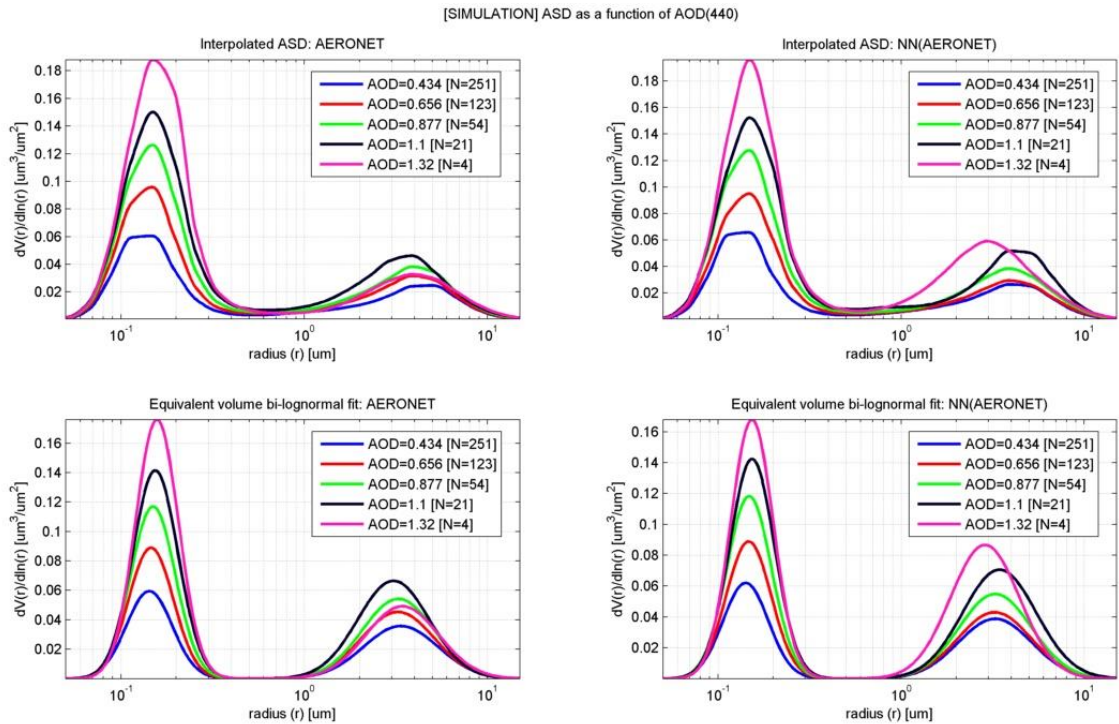 [SIMULATION] ASD as a function of AOD(440)
Interpolated ASD: AERONET
0.18
0.16
0.14
0.12
0.1
0.08
0.06
0.04
0.02
dV(r)/dln(r) [um³/um²]
AOD=0.434 [N=251]
AOD=0.656 [N=123]
AOD=0.877 [N=54]
AOD=1.1 [N=21]
AOD=1.32 [N=4]
10⁻¹ 10⁰ 10¹
radius (r) [um]
Interpolated ASD: NN(AERONET)
0.18
0.16
0.14
0.12
0.1
0.08
0.06
0.04
0.02
dV(r)/dln(r) [um³/um²]
AOD=0.434 [N=251]
AOD=0.656 [N=123]
AOD=0.877 [N=54]
AOD=1.1 [N=21]
AOD=1.32 [N=4]
10⁻¹ 10⁰ 10¹
radius (r) [um]
Equivalent volume bi-lognormal fit: AERONET
0.16
0.14
0.12
0.1
0.08
0.06
0.04
0.02
dV(r)/dln(r) [um³/um²]
AOD=0.434 [N=251]
AOD=0.656 [N=123]
AOD=0.877 [N=54]
AOD=1.1 [N=21]
AOD=1.32 [N=4]
10⁻¹ 10⁰ 10¹
radius (r) [um]
Equivalent volume bi-lognormal fit: NN(AERONET)
0.16
0.14
0.12
0.1
0.08
0.06
0.04
0.02
dV(r)/dln(r) [um³/um²]
AOD=0.434 [N=251]
AOD=0.656 [N=123]
AOD=0.877 [N=54]
AOD=1.1 [N=21]
AOD=1.32 [N=4]
10⁻¹ 10⁰ 10¹
radius (r) [um]